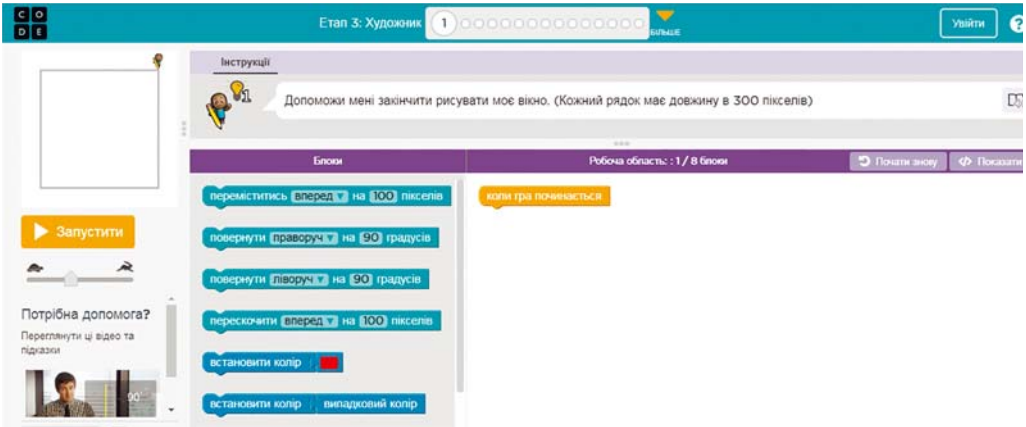 C O
D E
Етап 3: Художник
1
БІЛЬШЕ
Увійти
?
Інструкції
1
Допоможи мені закінчити рисувати моє вікно. (Кожний рядок має довжину в 300 пікселів)
Блоки
Робоча область: : 1 / 8 блоки
Почати знову
</> Показати
переміститись вперед на 100 пікселів
коли гра починається
повернути праворуч на 90 градусів
Запустити
повернути ліворуч на 90 градусів
перескочити вперед на 100 пікселів
Потрібна допомога?
Переглянути ці відео та
підказки
встановити колір
90°
встановити колір випадковий колір